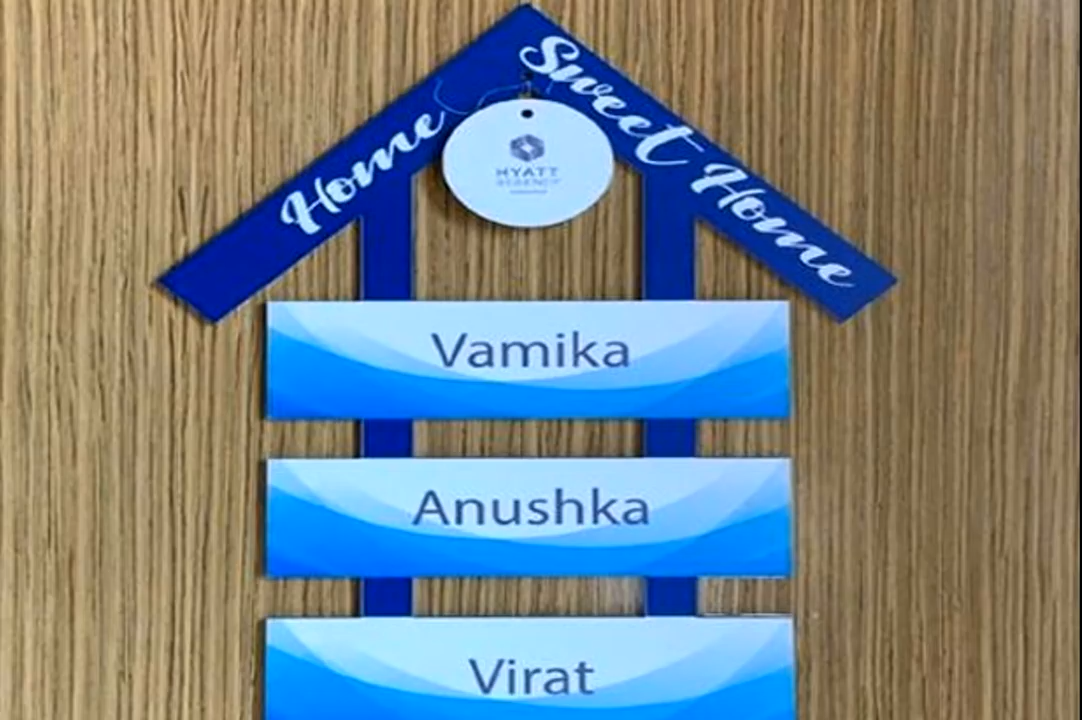 Home
Sweet Home
HYATT
REGENCY
Vamika
Anushka
Virat